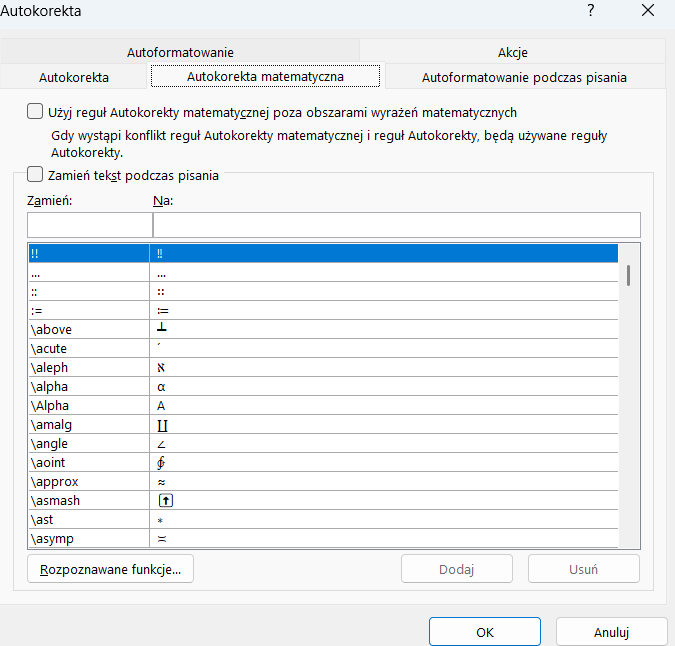 Autokorekta ? ×
Autoformatowanie Akcje
Autokorekta Autokorekta matematyczna Autoformatowanie podczas pisania
Użyj reguł Autokorekty matematycznej poza obszarami wyrażeń matematycznych
Gdy wystąpi konflikt reguł Autokorekty matematycznej i reguł Autokorekty, będą używane reguły
Autokorekty.
Zamień tekst podczas pisania
Zamień: Na:
!! ‼
... …
:: ∷
:= ≔
\above ┴
\acute ´
\aleph ℵ
\alpha α
\Alpha Α
\amalg ∐
\angle ∠
\aoint ∳
\approx ≈
\asmash ⬆
\ast ∗
\asymp ≍
Rozpoznawane funkcje... Dodaj Usuń
OK Anuluj